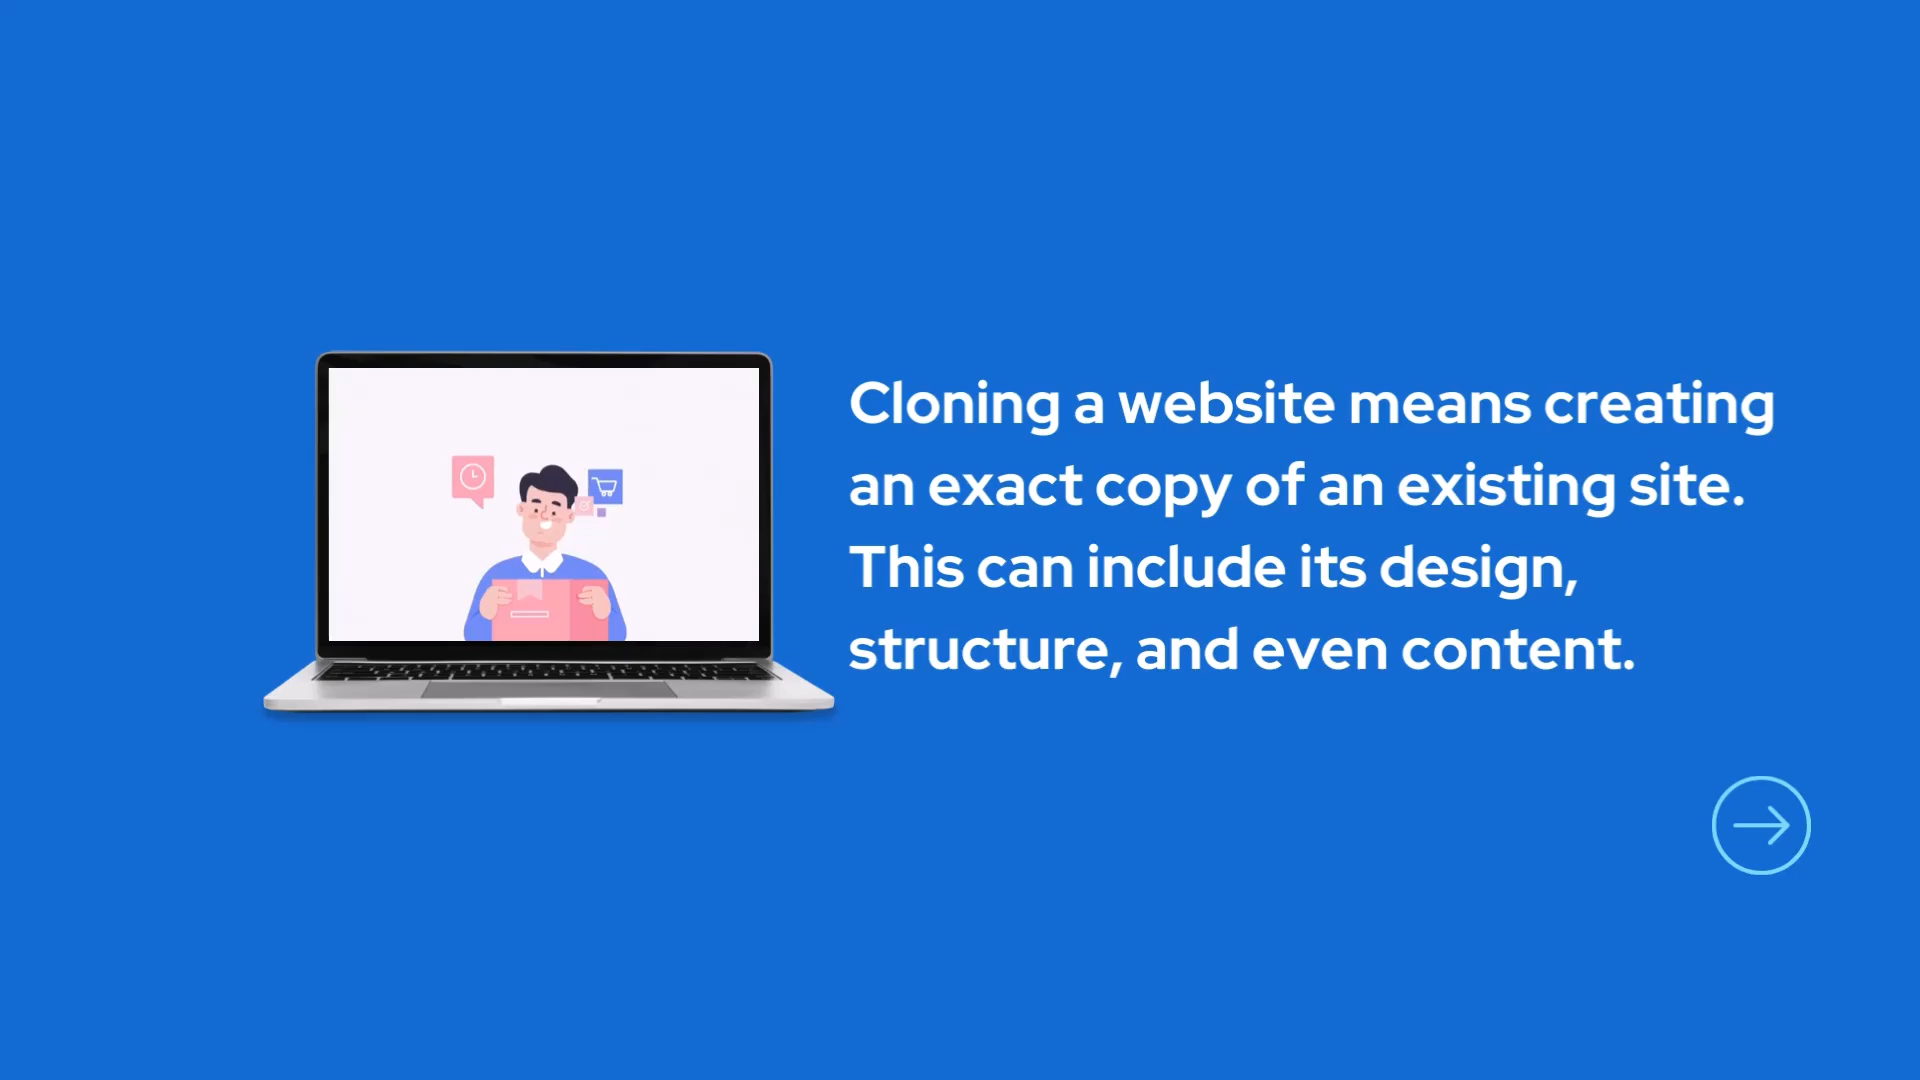 Cloning a website means creating
an exact copy of an existing site.
This can include its design,
structure, and even content.